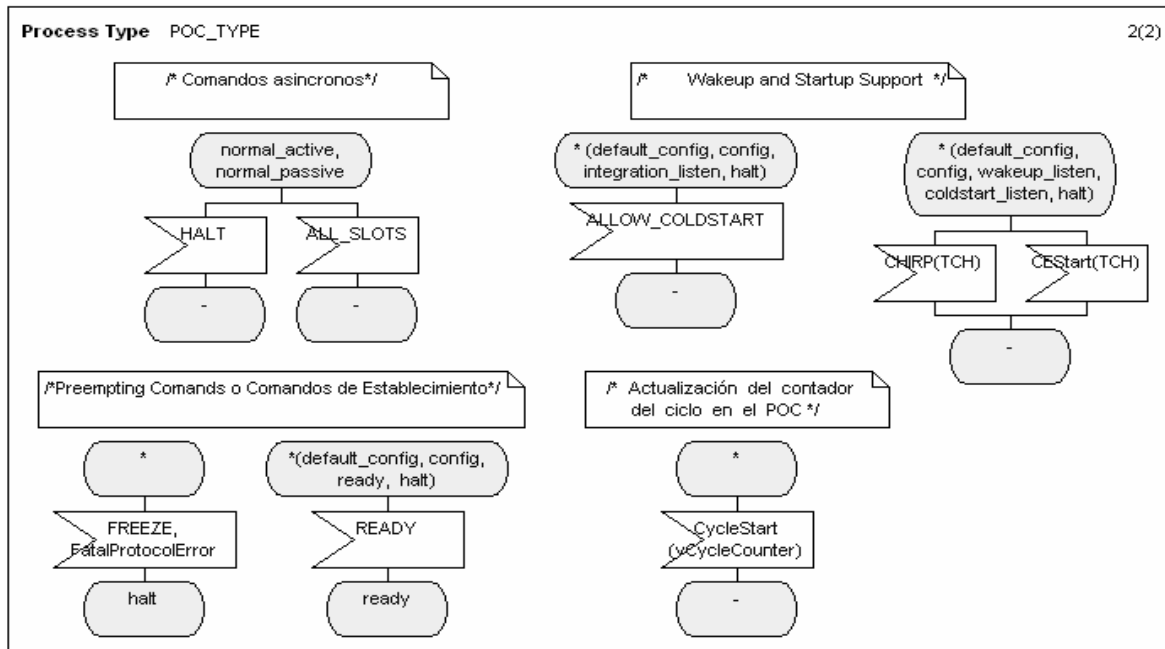 Process Type POC_TYPE 2(2)
/* Comandos asincronos*/
/* Wakeup and Startup Support */
normal_active,
normal_passive
* (default_config, config,
integration_listen, halt)
* (default_config,
config, wakeup_listen,
coldstart_listen, halt)
HALT
ALL_SLOTS
ALLOW_COLDSTART
CHIRP(TCH)
CEStart(TCH)
-
-
-
-
/*Preempting Comands o Comandos de Establecimiento*/
/* Actualización del contador
del ciclo en el POC */
*
*(default_config, config,
ready, halt)
*
FREEZE,
FatalProtocolError
READY
CycleStart
(vCycleCounter)
halt
ready
-